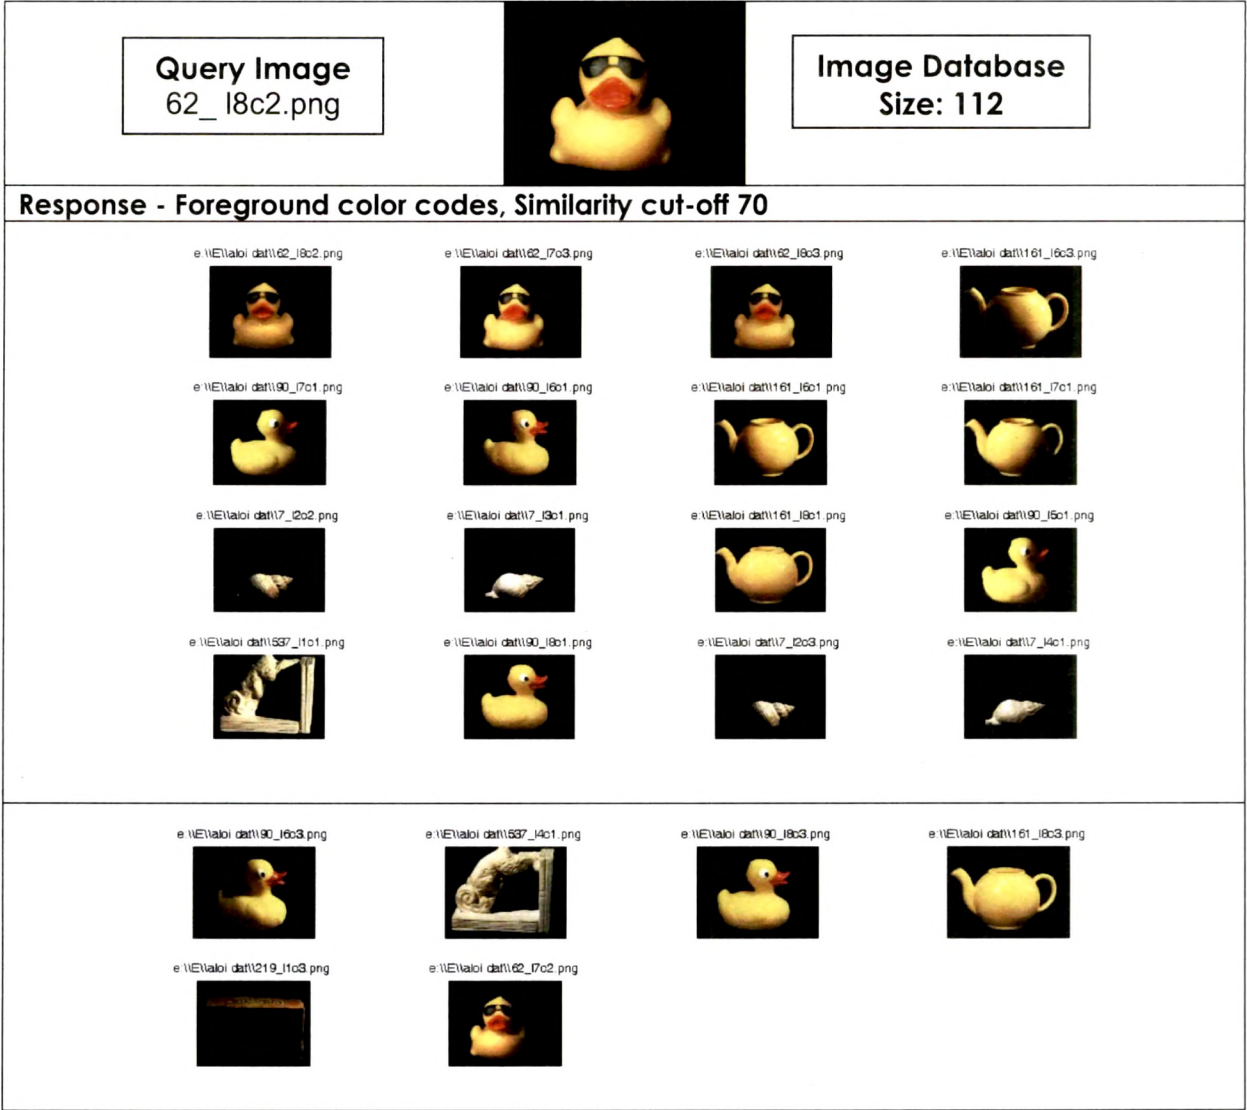 Query Image
62_ l8c2.png
Image Database
Size: 112
Response - Foreground color codes, Similarity cut-off 70
e:\\E\\aloi dat\\62_l8c2.png
e:\\E\\aloi dat\\62_l7c3.png
e:\\E\\aloi dat\\62_l8c3.png
e:\\E\\aloi dat\\161_l6c3.png
e:\\E\\aloi dat\\90_l7c1.png
e:\\E\\aloi dat\\90_l6c1.png
e:\\E\\aloi dat\\161_l6c1.png
e:\\E\\aloi dat\\161_l7c1.png
e:\\E\\aloi dat\\7_l2c2.png
e:\\E\\aloi dat\\7_l3c1.png
e:\\E\\aloi dat\\161_l8c1.png
e:\\E\\aloi dat\\90_l5c1.png
e:\\E\\aloi dat\\537_l1c1.png
e:\\E\\aloi dat\\90_l8c1.png
e:\\E\\aloi dat\\7_l2c3.png
e:\\E\\aloi dat\\7_l4c1.png
e:\\E\\aloi dat\\90_l6c3.png
e:\\E\\aloi dat\\537_l4c1.png
e:\\E\\aloi dat\\90_l8c3.png
e:\\E\\aloi dat\\161_l8c3.png
e:\\E\\aloi dat\\219_l1c3.png
e:\\E\\aloi dat\\62_l7c2.png